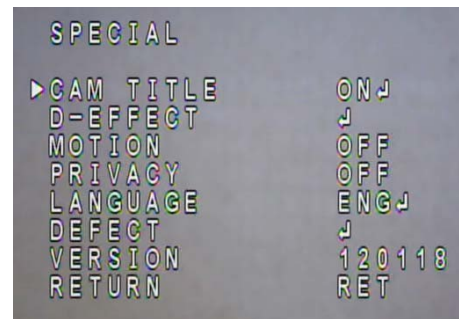 SPECIAL
▶CAM TITLE ON↲
D-EFFECT ↲
MOTION OFF
PRIVACY OFF
LANGUAGE ENG↲
DEFECT ↲
VERSION 120118
RETURN RET